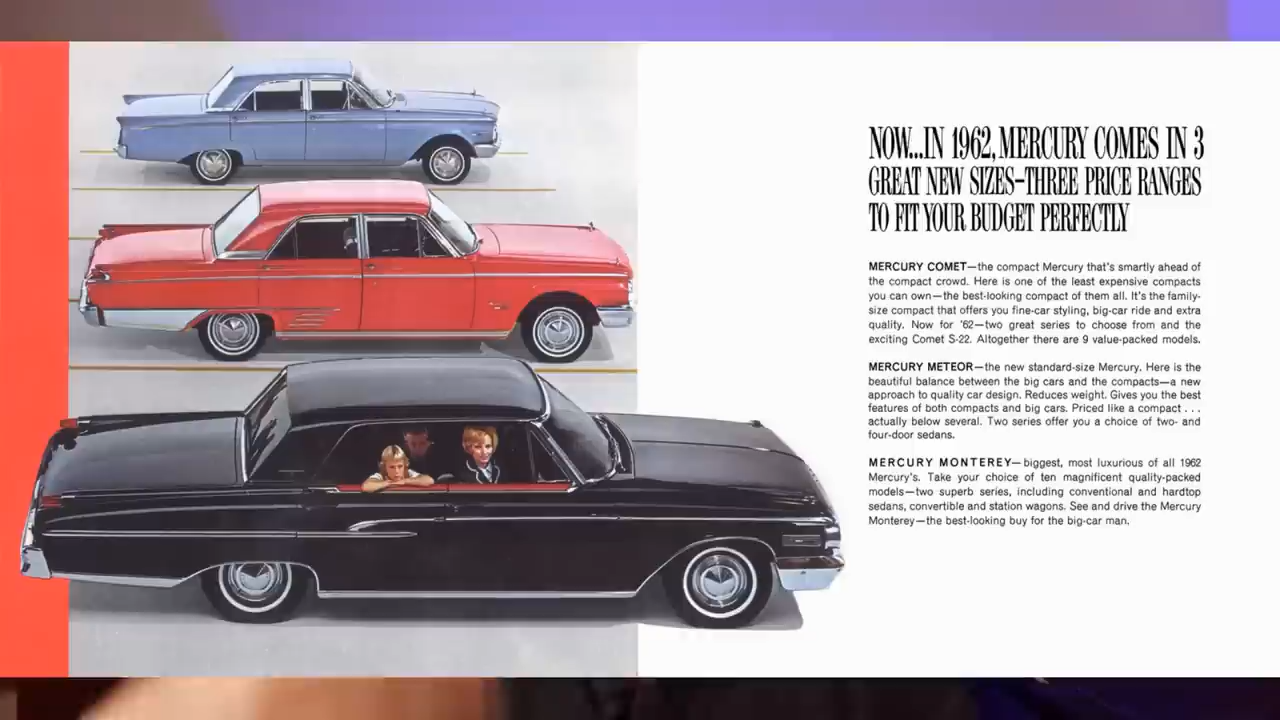 NOW...IN 1962, MERCURY COMES IN 3
GREAT NEW SIZES–THREE PRICE RANGES
TO FIT YOUR BUDGET PERFECTLY
MERCURY COMET—the compact Mercury that's smartly ahead of
the compact crowd. Here is one of the least expensive compacts
you can own—the best-looking compact of them all. It's the family-
size compact that offers you fine-car styling, big-car ride and extra
quality. Now for '62—two great series to choose from and the
exciting Comet S-22. Altogether there are 9 value-packed models.
MERCURY METEOR—the new standard-size Mercury. Here is the
beautiful balance between the big cars and the compacts—a new
approach to quality car design. Reduces weight. Gives you the best
features of both compacts and big cars. Priced like a compact . . .
actually below several. Two series offer you a choice of two- and
four-door sedans.
MERCURY MONTEREY—biggest, most luxurious of all 1962
Mercury's. Take your choice of ten magnificent quality-packed
models—two superb series, including conventional and hardtop
sedans, convertible and station wagons. See and drive the Mercury
Monterey—the best-looking buy for the big-car man.